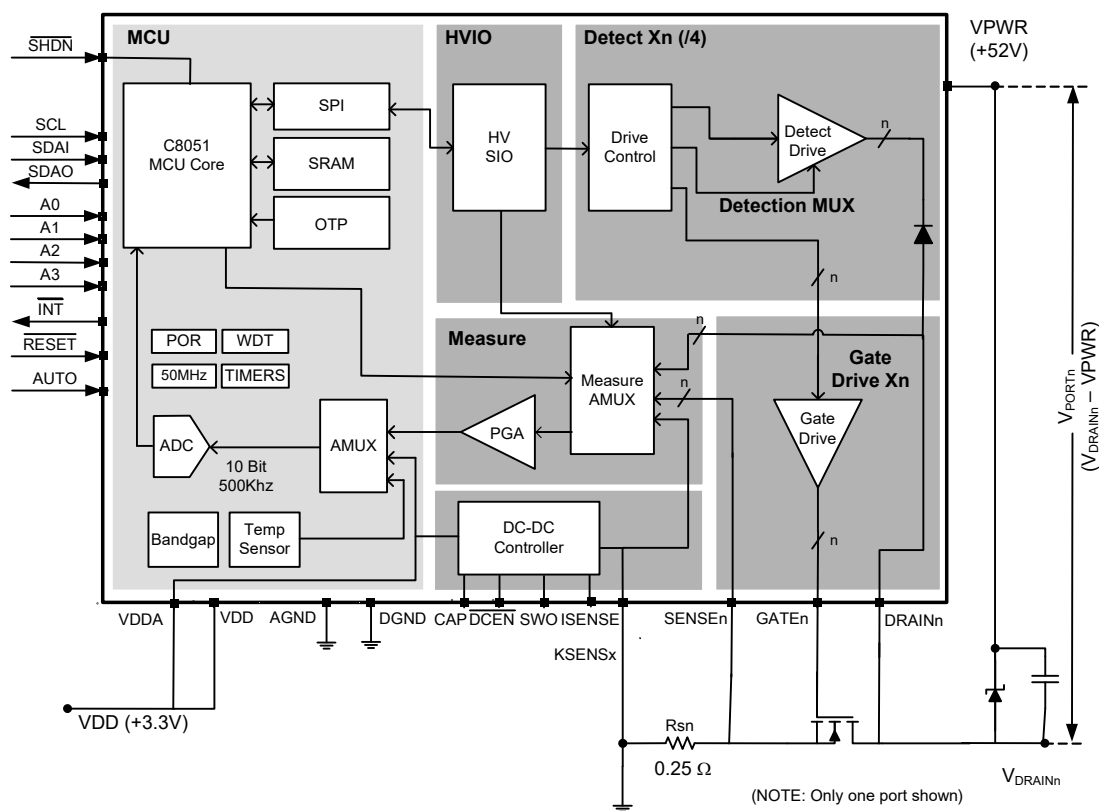 MCU
HVIO
Detect Xn (/4)
VPWR
(+52V)
SHDN
SCL
SDAI
SDAO
A0
A1
A2
A3
INT
RESET
AUTO
C8051
MCU Core
SPI
SRAM
OTP
HV
SIO
Drive
Control
Detect
Drive
n
Detection MUX
n
POR
WDT
50MHz
TIMERS
Measure
Measure
AMUX
n
n
Gate
Drive Xn
Gate
Drive
n
PGA
AMUX
ADC
10 Bit
500Khz
Bandgap
Temp
Sensor
DC-DC
Controller
VPORTn
(VDRAINn – VPWR)
VDDA
VDD
AGND
DGND
CAP
DCEN
SWO
ISENSE
KSENSx
SENSEn
GATEn
DRAINn
VDD (+3.3V)
Rsn
0.25 Ω
VDRAINn
(NOTE: Only one port shown)